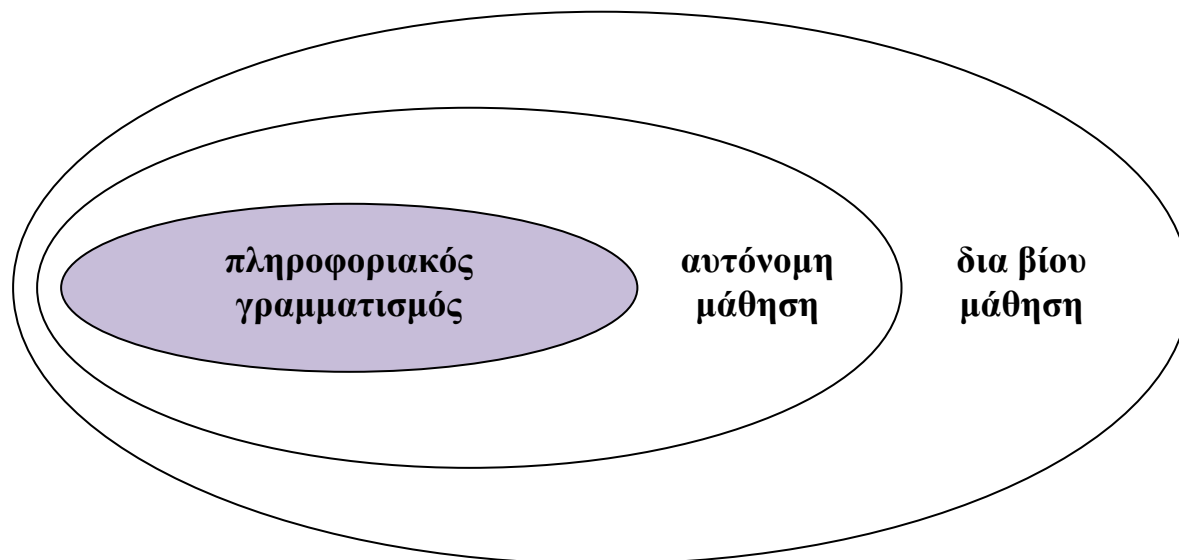 πληροφοριακός
γραμματισμός
αυτόνομη
μάθηση
δια βίου
μάθηση